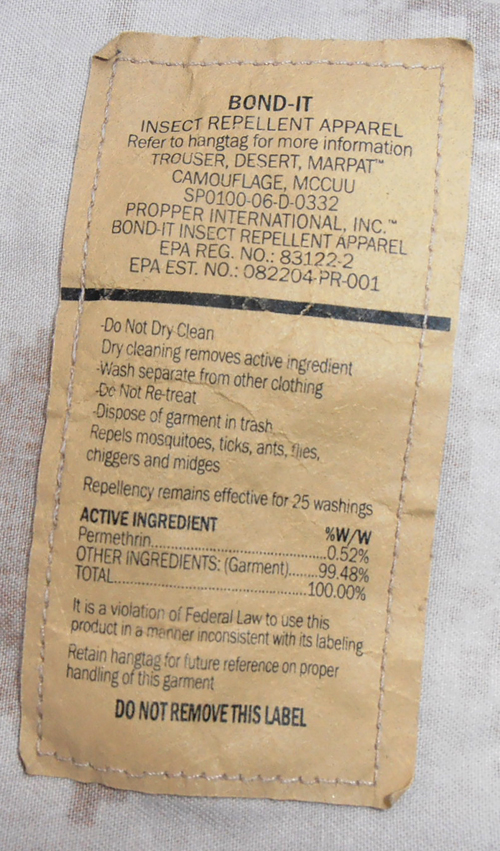 BOND-IT
INSECT REPELLENT APPAREL
Refer to hangtag for more information
TROUSER, DESERT, MARPAT™
CAMOUFLAGE, MCCUU
SP0100-06-D-0332
PROPPER INTERNATIONAL, INC.™
BOND-IT INSECT REPELLENT APPAREL
EPA REG. NO.: 83122-2
EPA EST. NO.: 082204-PR-001
-Do Not Dry Clean
Dry cleaning removes active ingredient
-Wash separate from other clothing
-Do Not Re-treat
-Dispose of garment in trash
Repels mosquitoes, ticks, ants, flies,
chiggers and midges
Repellency remains effective for 25 washings
ACTIVE INGREDIENT %W/W
Permethrin..............................0.52%
OTHER INGREDIENTS: (Garment)......99.48%
TOTAL..........................................100.00%
It is a violation of Federal Law to use this
product in a manner inconsistent with its labeling
Retain hangtag for future reference on proper
handling of this garment
DO NOT REMOVE THIS LABEL